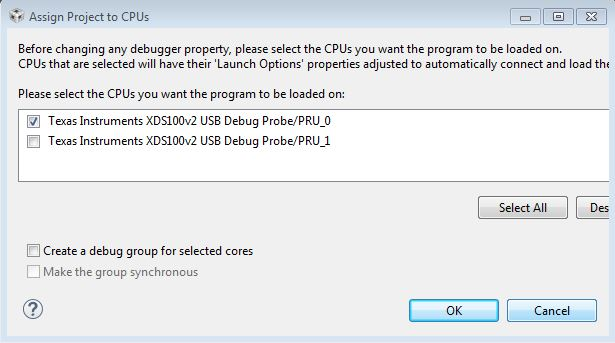 Assign Project to CPUs
Before changing any debugger property, please select the CPUs you want the program to be loaded on.
CPUs that are selected will have their 'Launch Options' properties adjusted to automatically connect and load the
Please select the CPUs you want the program to be loaded on:
Texas Instruments XDS100v2 USB Debug Probe/PRU_0
Texas Instruments XDS100v2 USB Debug Probe/PRU_1
Select All Des
Create a debug group for selected cores
Make the group synchronous
? OK Cancel